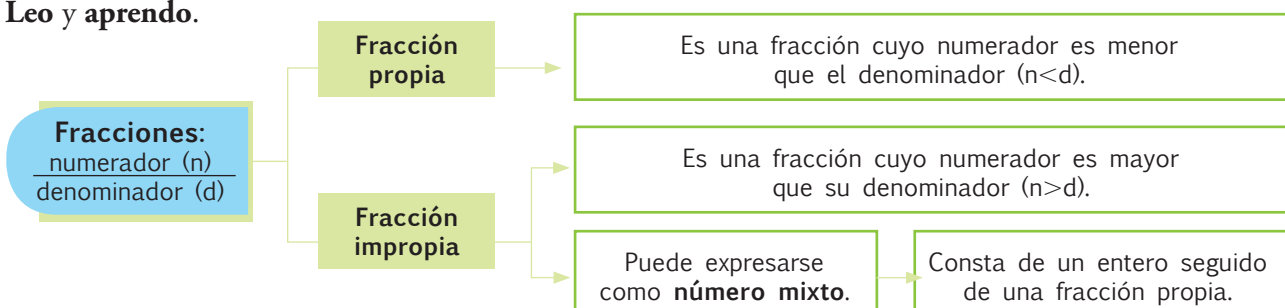 Leo y aprendo.
Fracción
propia
Es una fracción cuyo numerador es menor
que el denominador (n<d).
Fracciones:
numerador (n)
denominador (d)
Es una fracción cuyo numerador es mayor
que su denominador (n>d).
Fracción
impropia
Puede expresarse
como número mixto.
Consta de un entero seguido
de una fracción propia.